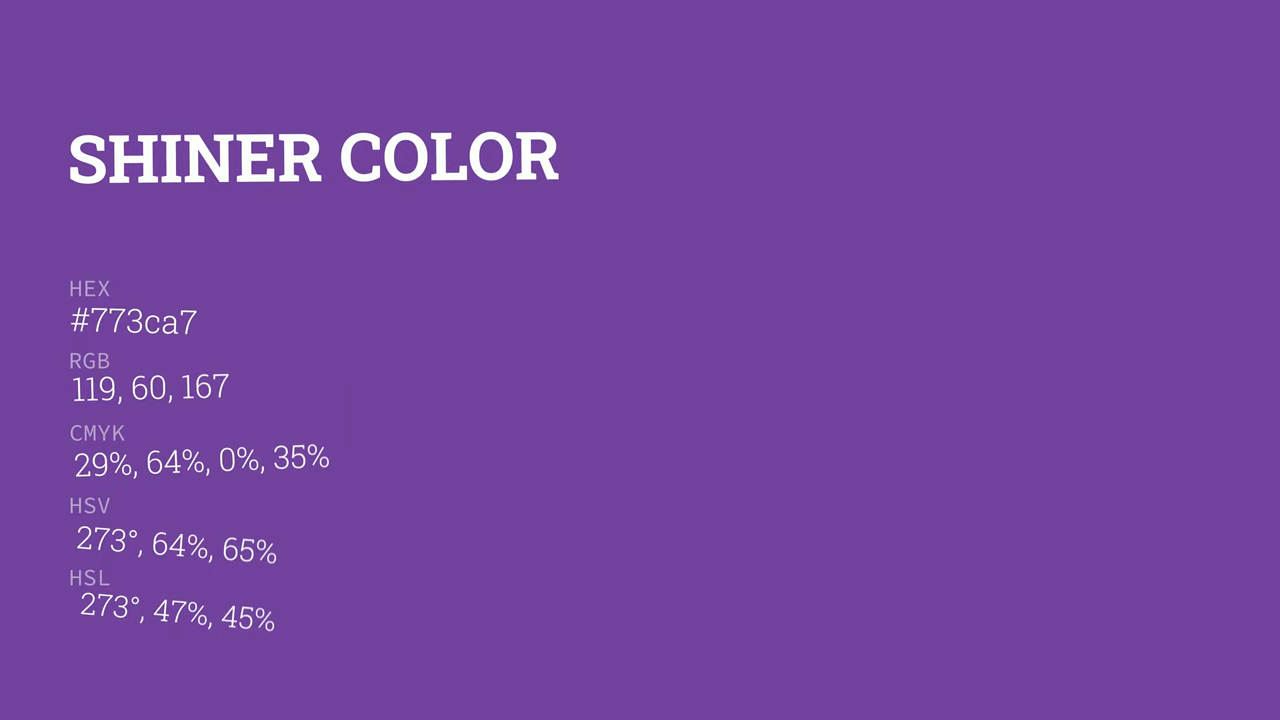 SHINER COLOR
HEX
#773ca7
RGB
119, 60, 167
CMYK
29%, 64%, 0%, 35%
HSV
273°, 64%, 65%
HSL
273°, 47%, 45%